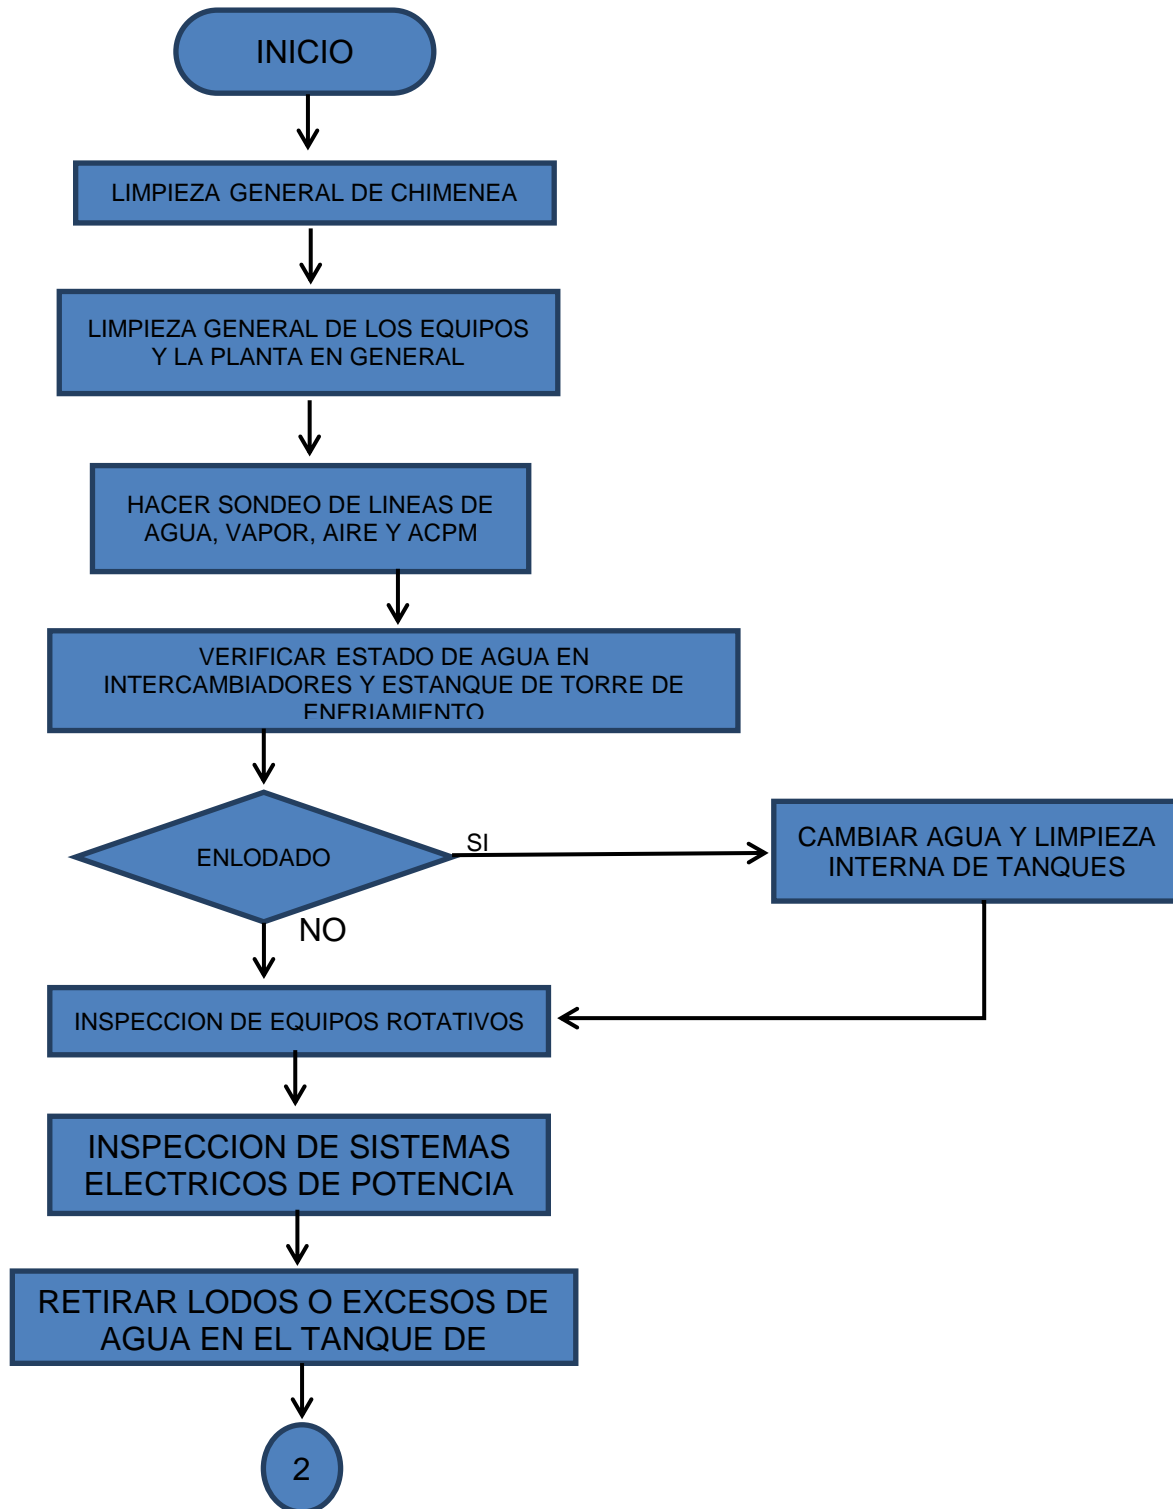 INICIO
LIMPIEZA GENERAL DE CHIMENEA
LIMPIEZA GENERAL DE LOS EQUIPOS
Y LA PLANTA EN GENERAL
HACER SONDEO DE LINEAS DE
AGUA, VAPOR, AIRE Y ACPM
VERIFICAR ESTADO DE AGUA EN
INTERCAMBIADORES Y ESTANQUE DE TORRE DE
ENFRIAMIENTO
ENLODADO
SI
CAMBIAR AGUA Y LIMPIEZA
INTERNA DE TANQUES
NO
INSPECCION DE EQUIPOS ROTATIVOS
INSPECCION DE SISTEMAS
ELECTRICOS DE POTENCIA
RETIRAR LODOS O EXCESOS DE
AGUA EN EL TANQUE DE
2